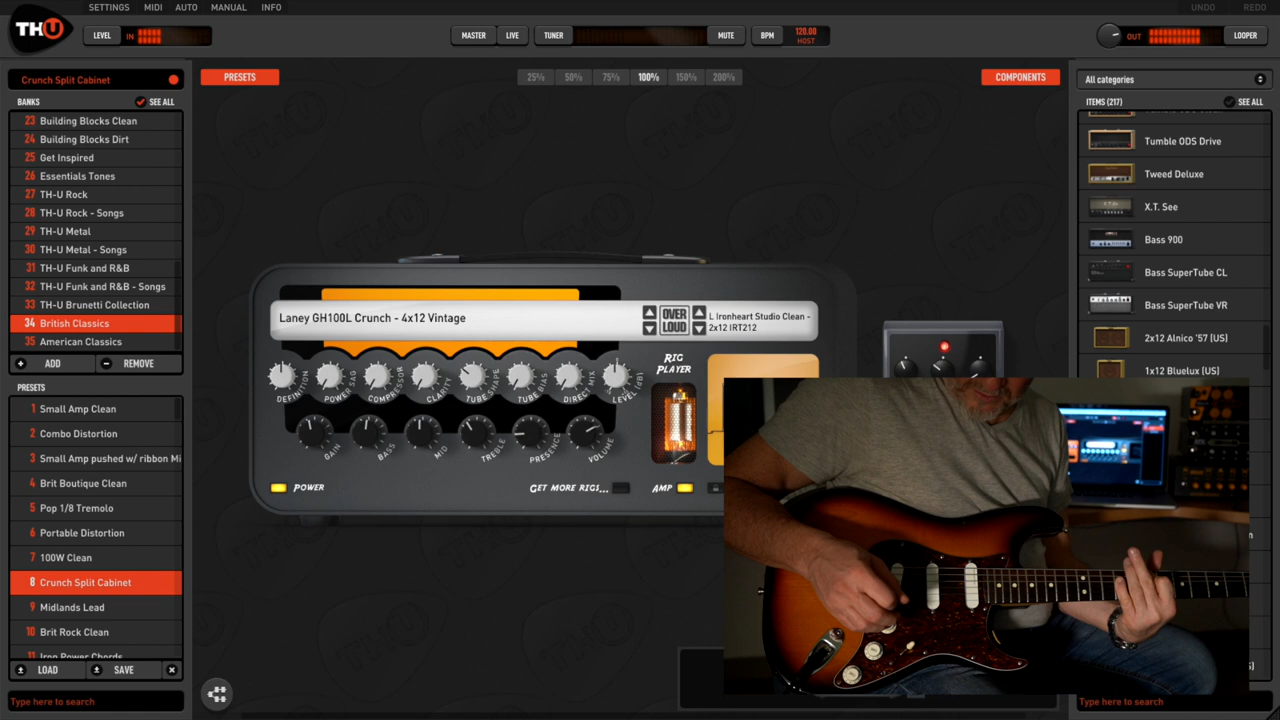 SETTINGS MIDI AUTO MANUAL INFO UNDO REDO
TH-U
LEVEL IN MASTER LIVE TUNER MUTE BPM 120.00 HOST OUT LOOPER
Crunch Split Cabinet
PRESETS
25% 50% 75% 100% 150% 200%
COMPONENTS
All categories
BANKS SEE ALL
23 Building Blocks Clean
24 Building Blocks Dirt
25 Get Inspired
26 Essentials Tones
27 TH-U Rock
28 TH-U Rock - Songs
29 TH-U Metal
30 TH-U Metal - Songs
31 TH-U Funk and R&B
32 TH-U Funk and R&B - Songs
33 TH-U Brunetti Collection
34 British Classics
35 American Classics
ADD REMOVE
PRESETS
1 Small Amp Clean
2 Combo Distortion
3 Small Amp pushed w/ ribbon Mi
4 Brit Boutique Clean
5 Pop 1/8 Tremolo
6 Portable Distortion
7 100W Clean
8 Crunch Split Cabinet
9 Midlands Lead
10 Brit Rock Clean
11 Iron Power Chords
LOAD SAVE
Type here to search
Laney GH100L Crunch - 4x12 Vintage
OVERLOUD
L Ironheart Studio Clean -
2x12 IRT212
DEFINITION POWER SAG COMPRESSOR CLARITY TUBE SHAPE TUBE BIAS DIRECT MIX LEVEL (dB)
RIG
PLAYER
GAIN BASS MID TREBLE PRESENCE VOLUME
POWER GET MORE RIGS... AMP
ITEMS (217) SEE ALL
Tumble ODS Drive
Tweed Deluxe
X.T. See
Bass 900
Bass SuperTube CL
Bass SuperTube VR
2x12 Alnico '57 (US)
1x12 Bluelux (US)
Type here to search